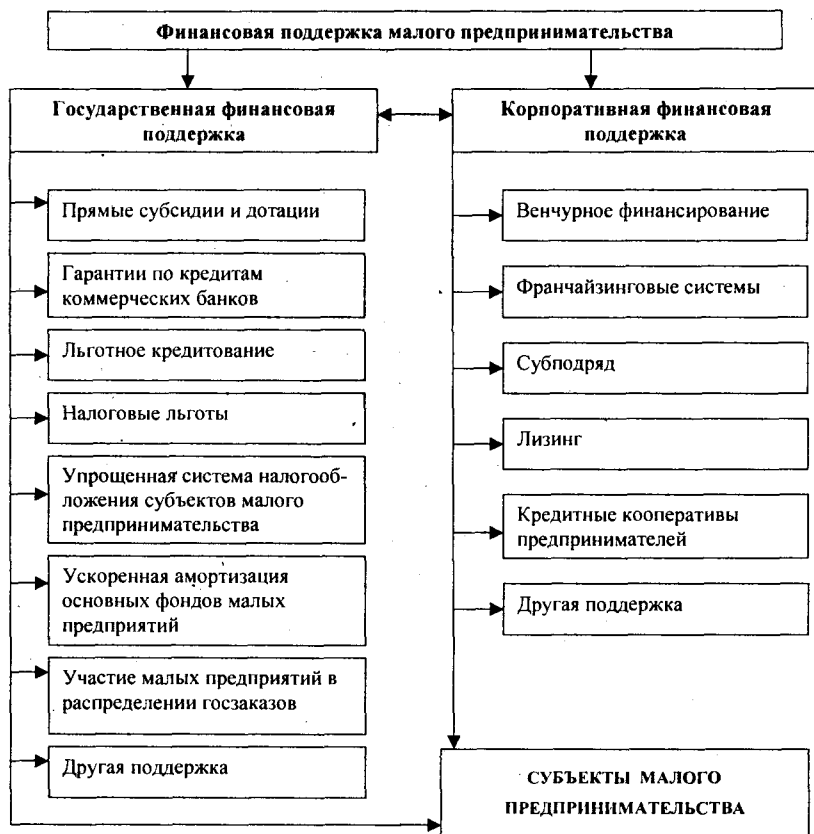 Финансовая поддержка малого предпринимательства
Государственная финансовая
поддержка
Корпоративная финансовая
поддержка
Прямые субсидии и дотации
Гарантии по кредитам
коммерческих банков
Льготное кредитование
Налоговые льготы
Упрощенная система налогооб-
ложения субъектов малого
предпринимательства
Ускоренная амортизация
основных фондов малых
предприятий
Участие малых предприятий в
распределении госзаказов
Другая поддержка
Венчурное финансирование
Франчайзинговые системы
Субподряд
Лизинг
Кредитные кооперативы
предпринимателей
Другая поддержка
СУБЪЕКТЫ МАЛОГО
ПРЕДПРИНИМАТЕЛЬСТВА